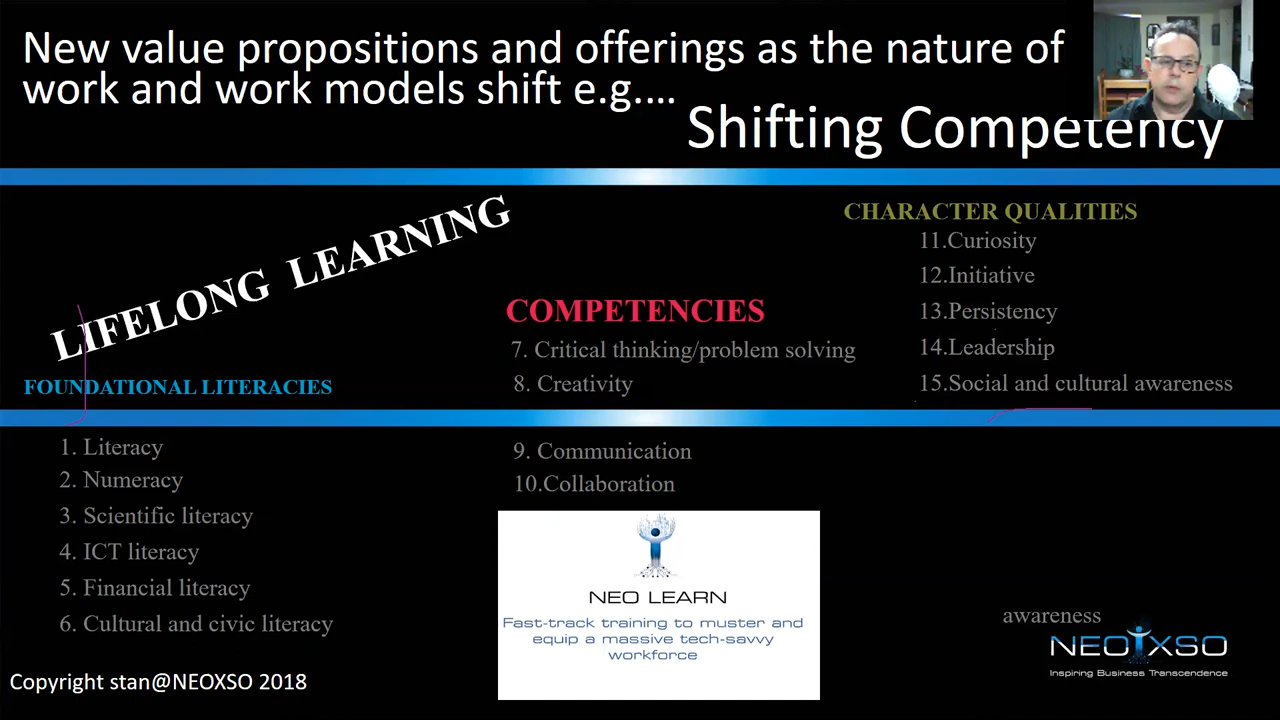 New value propositions and offerings as the nature of
work and work models shift e.g.…
Shifting Competency
LIFELONG LEARNING
FOUNDATIONAL LITERACIES
1. Literacy
2. Numeracy
3. Scientific literacy
4. ICT literacy
5. Financial literacy
6. Cultural and civic literacy
COMPETENCIES
7. Critical thinking/problem solving
8. Creativity
9. Communication
10.Collaboration
CHARACTER QUALITIES
11.Curiosity
12.Initiative
13.Persistency
14.Leadership
15.Social and cultural awareness
awareness
NEO LEARN
Fast-track training to muster and
equip a massive tech-savvy
workforce
NEOXSO
Inspiring Business Transcendence
Copyright stan@NEOXSO 2018